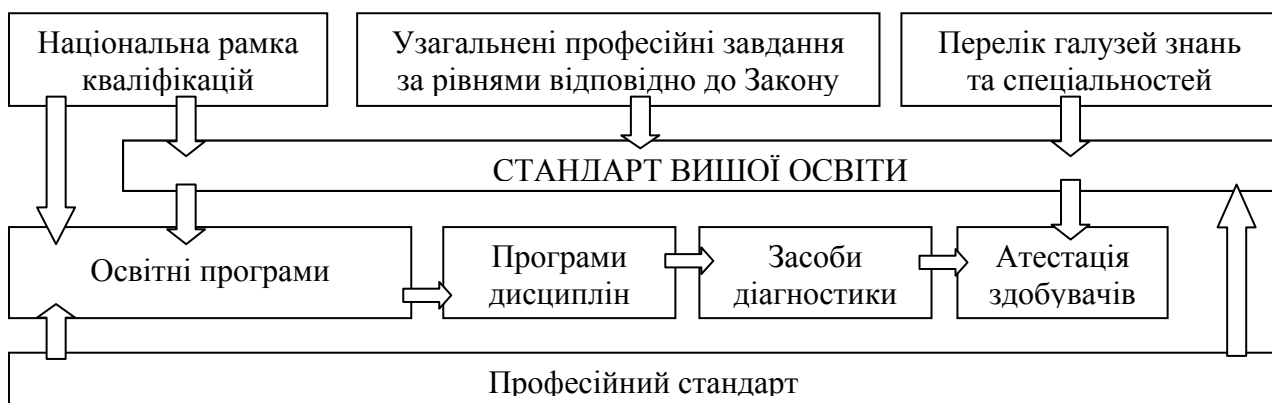 Національна рамка
кваліфікацій
Узагальнені професійні завдання
за рівнями відповідно до Закону
Перелік галузей знань
та спеціальностей
СТАНДАРТ ВИШОЇ ОСВІТИ
Освітні програми
Програми
дисциплін
Засоби
діагностики
Атестація
здобувачів
Професійний стандарт